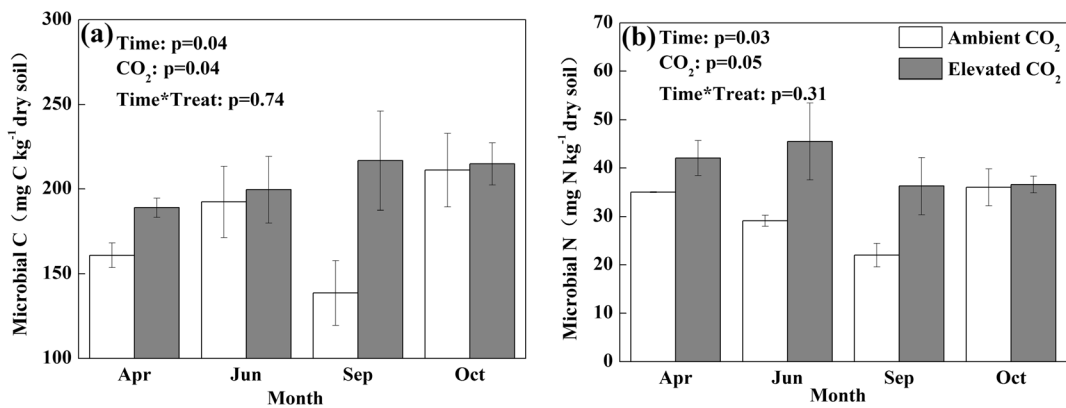 (a)
Time: p=0.04
CO2: p=0.04
Time*Treat: p=0.74
Microbial C（mg C kg-1 dry soil）
300
250
200
150
100
Apr Jun Sep Oct
Month
(b)
Time: p=0.03
CO2: p=0.05
Time*Treat: p=0.31
Ambient CO2
Elevated CO2
Microbial N（mg N kg-1 dry soil）
70
60
50
40
30
20
10
0
Apr Jun Sep Oct
Month